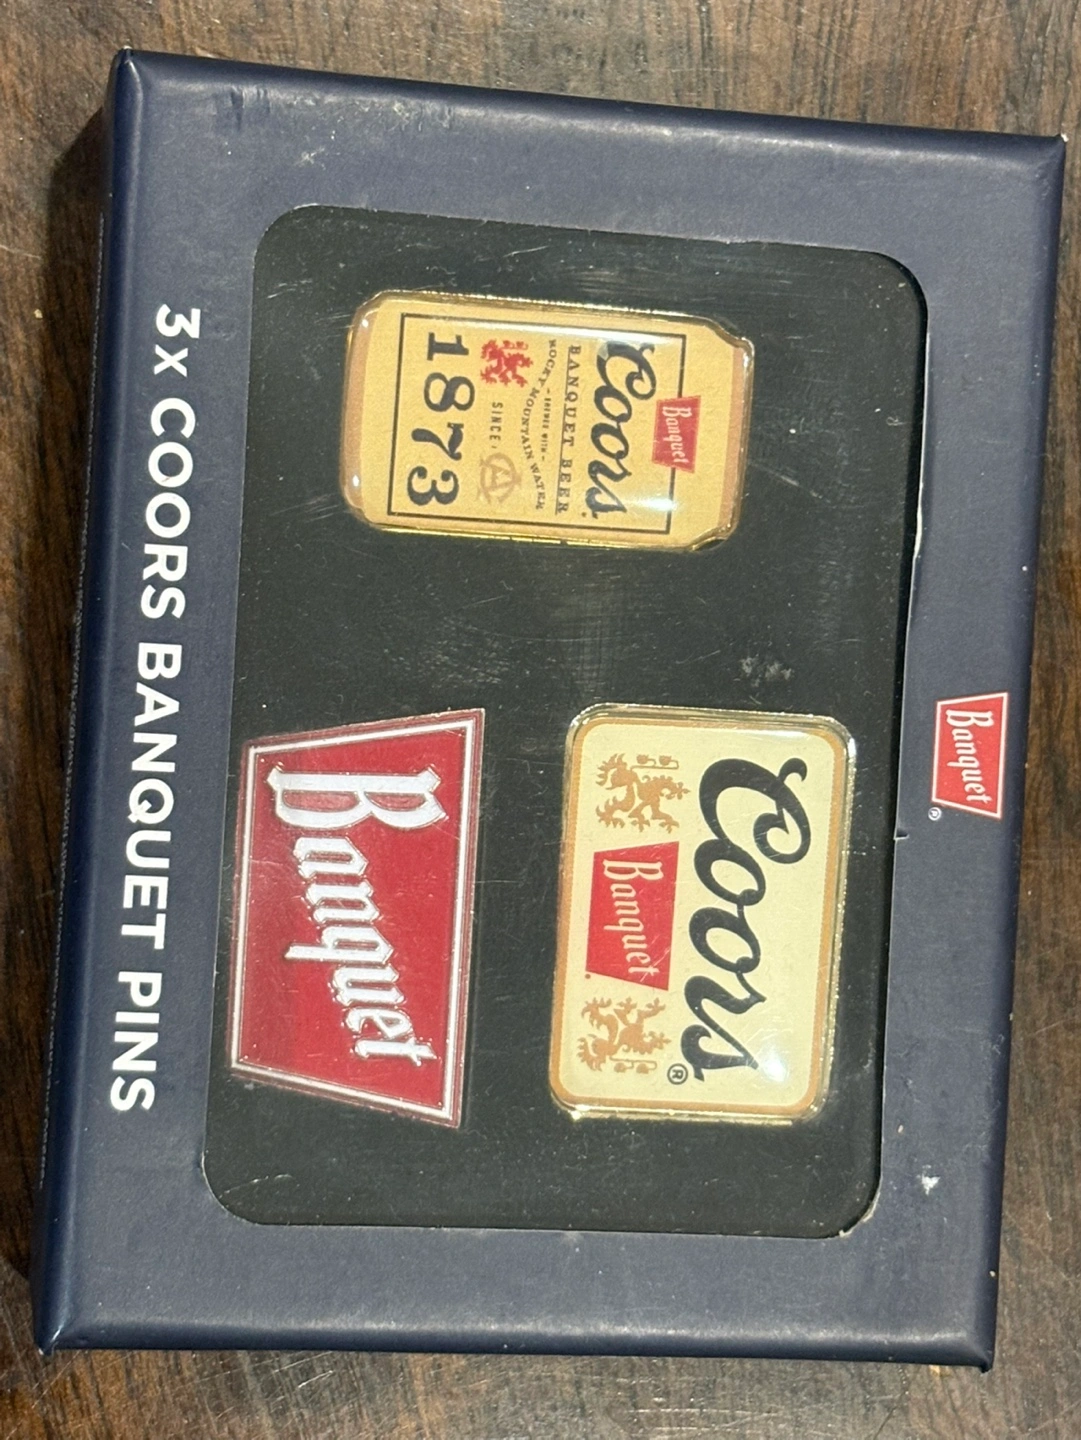 Banquet®
Banquet
Coors
BANQUET BEER
ROCKY MOUNTAIN WATER
SINCE
1873
Coors®
Banquet
Banquet
3x COORS BANQUET PINS